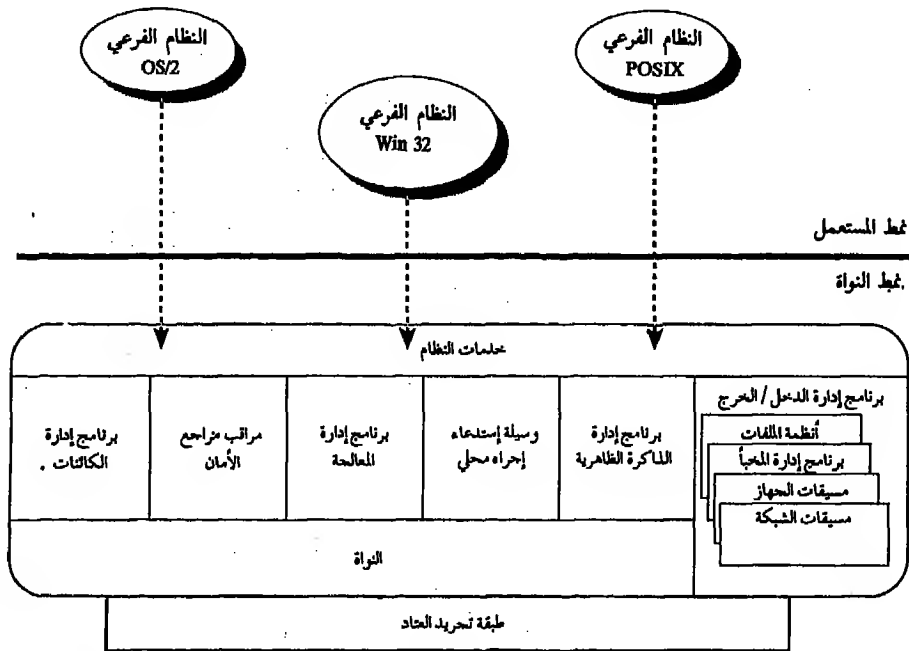 النظام الفرعي
OS/2
النظام الفرعي
Win 32
النظام الفرعي
POSIX
نمط المستعمل
نمط النواة
خدمات النظام
برنامج إدارة
الكائنات
مراقب مراجع
الأمان
برنامج إدارة
المعالجة
وسيلة إستدعاء
إجراء محلي
برنامج إدارة
الذاكرة الظاهرية
برنامج إدارة الدخل / الخرج
أنظمة الملفات
برنامج إدارة المخبأ
مسيقات الجهاز
مسيقات الشبكة
النواة
طبقة تجريد العتاد